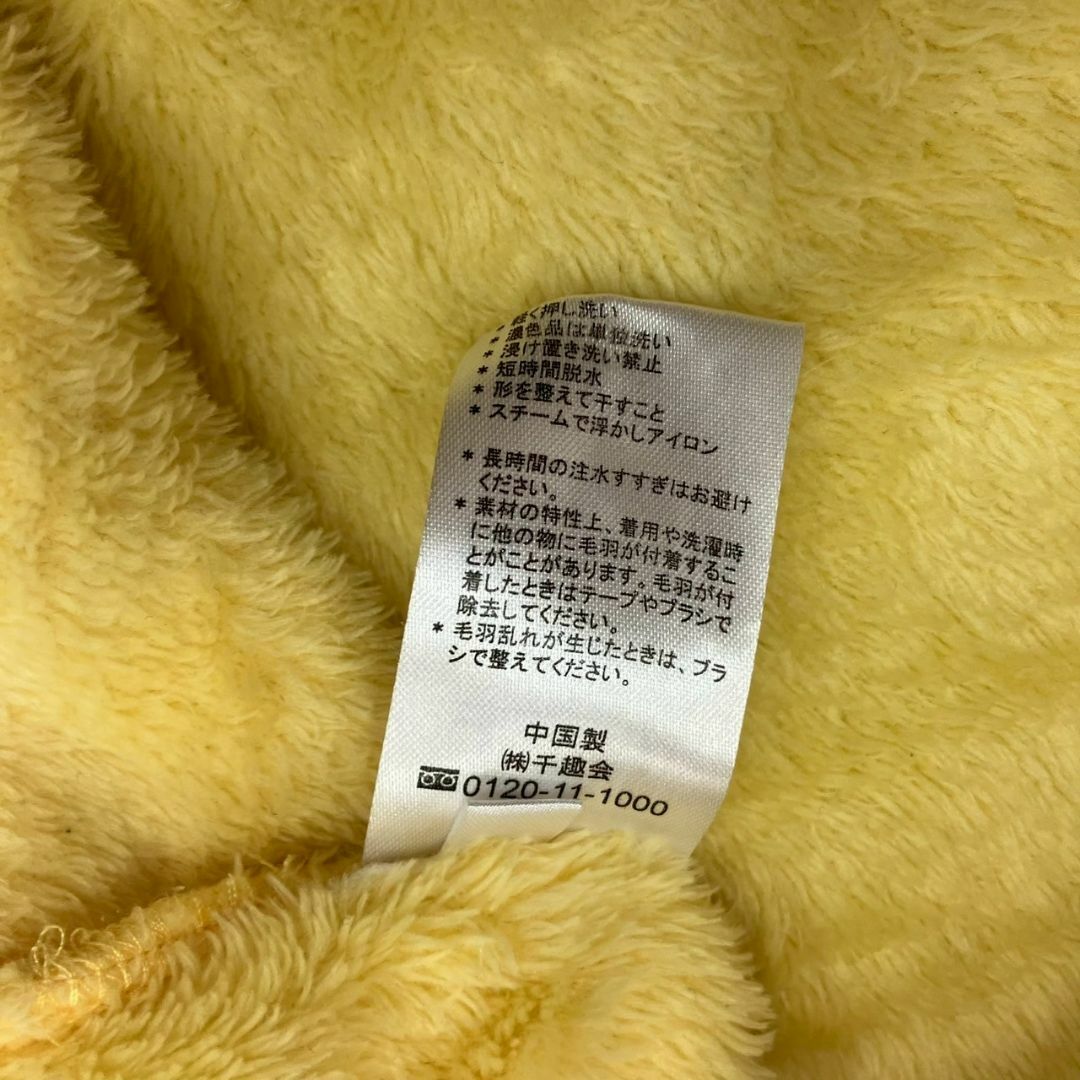 * 軽く押し洗い
* 濃色品は単独洗い
* 浸け置き洗い禁止
* 短時間脱水
* 形を整えて干すこと
* スチームで浮かしアイロン
* 長時間の注水すすぎはお避け
ください。
* 素材の特性上、着用や洗濯時
に他の物に毛羽が付着するこ
とがことがあります。毛羽が付
着したときはテープやブラシで
除去してください。
* 毛羽乱れが生じたときは、ブラ
シで整えてください。
中国製
㈱千趣会
0120-11-1000